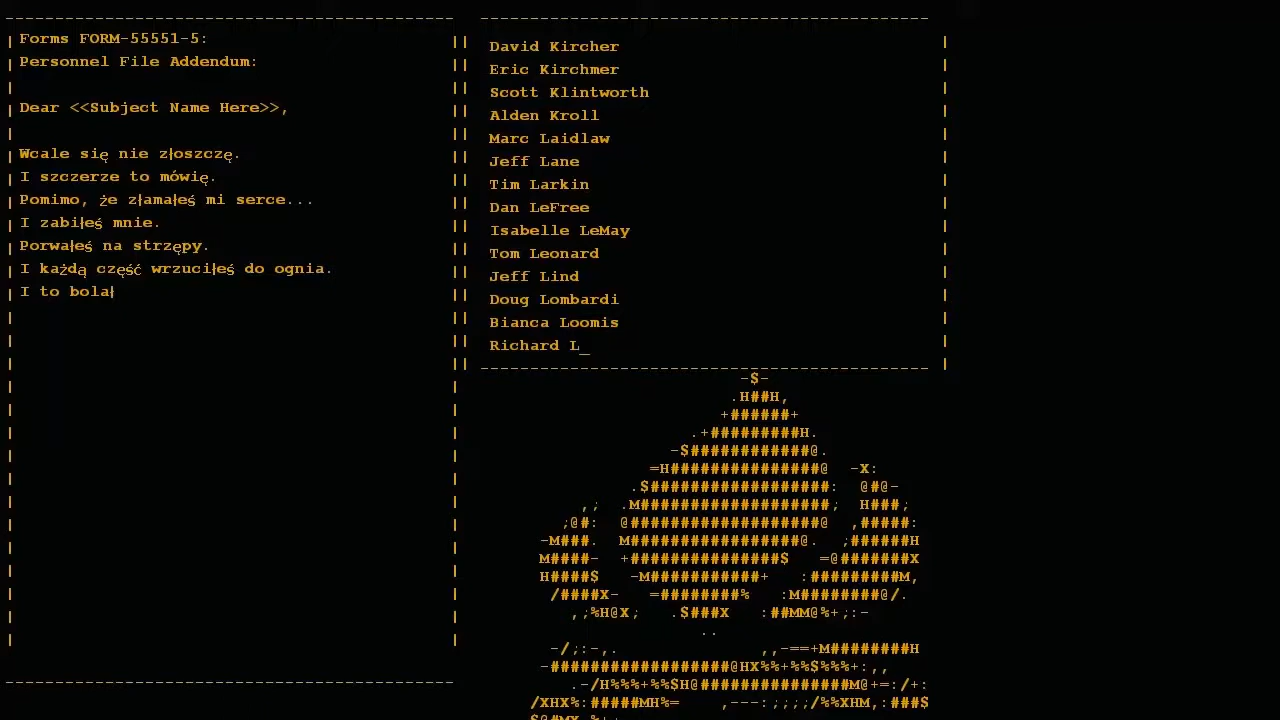 Forms FORM-55551-5:
Personnel File Addendum:
Dear <<Subject Name Here>>,
Wcale się nie złoszczę.
I szczerze to mówię.
Pomimo, że złamałeś mi serce...
I zabiłeś mnie.
Porwałeś na strzępy.
I każdą część wrzuciłeś do ognia.
I to bolał
David Kircher
Eric Kirchmer
Scott Klintworth
Alden Kroll
Marc Laidlaw
Jeff Lane
Tim Larkin
Dan LeFree
Isabelle LeMay
Tom Leonard
Jeff Lind
Doug Lombardi
Bianca Loomis
Richard L_